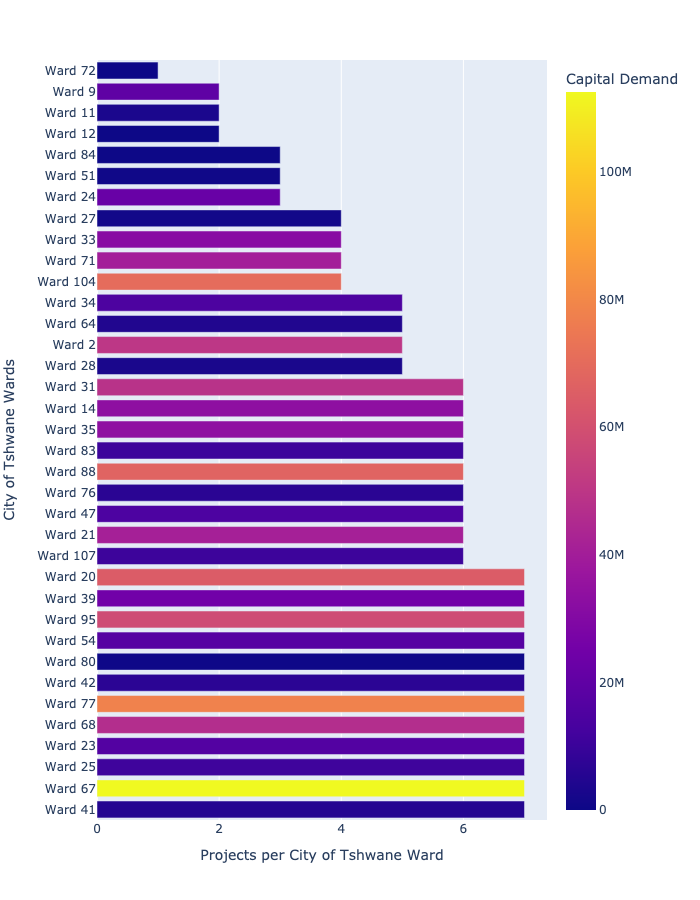 Capital Demand
100M
80M
60M
40M
20M
0
City of Tshwane Wards
Ward 72
Ward 9
Ward 11
Ward 12
Ward 84
Ward 51
Ward 24
Ward 27
Ward 33
Ward 71
Ward 104
Ward 34
Ward 64
Ward 2
Ward 28
Ward 31
Ward 14
Ward 35
Ward 83
Ward 88
Ward 76
Ward 47
Ward 21
Ward 107
Ward 20
Ward 39
Ward 95
Ward 54
Ward 80
Ward 42
Ward 77
Ward 68
Ward 23
Ward 25
Ward 67
Ward 41
0 2 4 6
Projects per City of Tshwane Ward